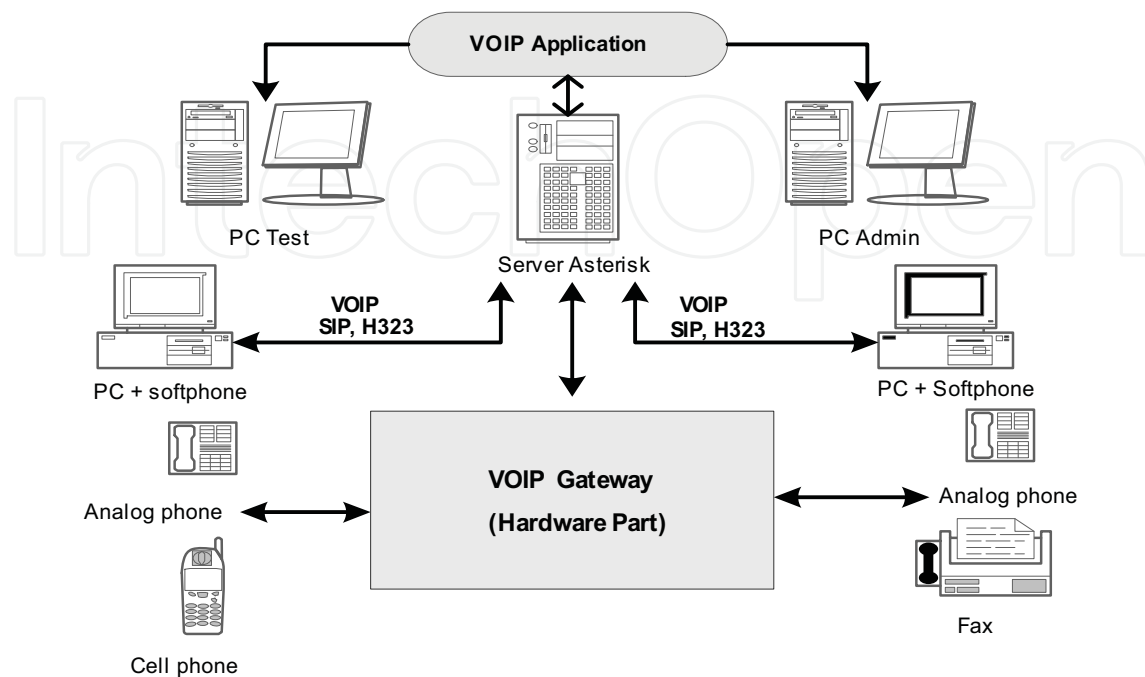 VOIP Application
IntechOpen
PC Test
PC Admin
Server Asterisk
VOIP
SIP, H323
VOIP
SIP, H323
PC + softphone
PC + Softphone
VOIP Gateway
(Hardware Part)
Analog phone
Analog phone
Fax
Cell phone